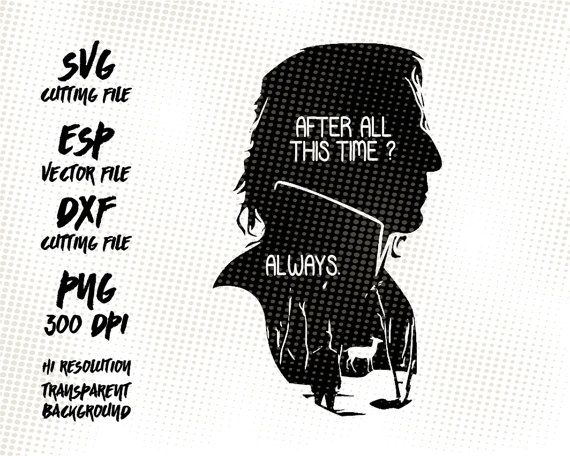 SVG
CUTTING FILE
ESP
VECTOR FILE
DXF
CUTTING FILE
PNG
300 DPI
HI RESOLUTION
TRANSPARENT
BACKGROUND
AFTER ALL
THIS TIME ?
ALWAYS.